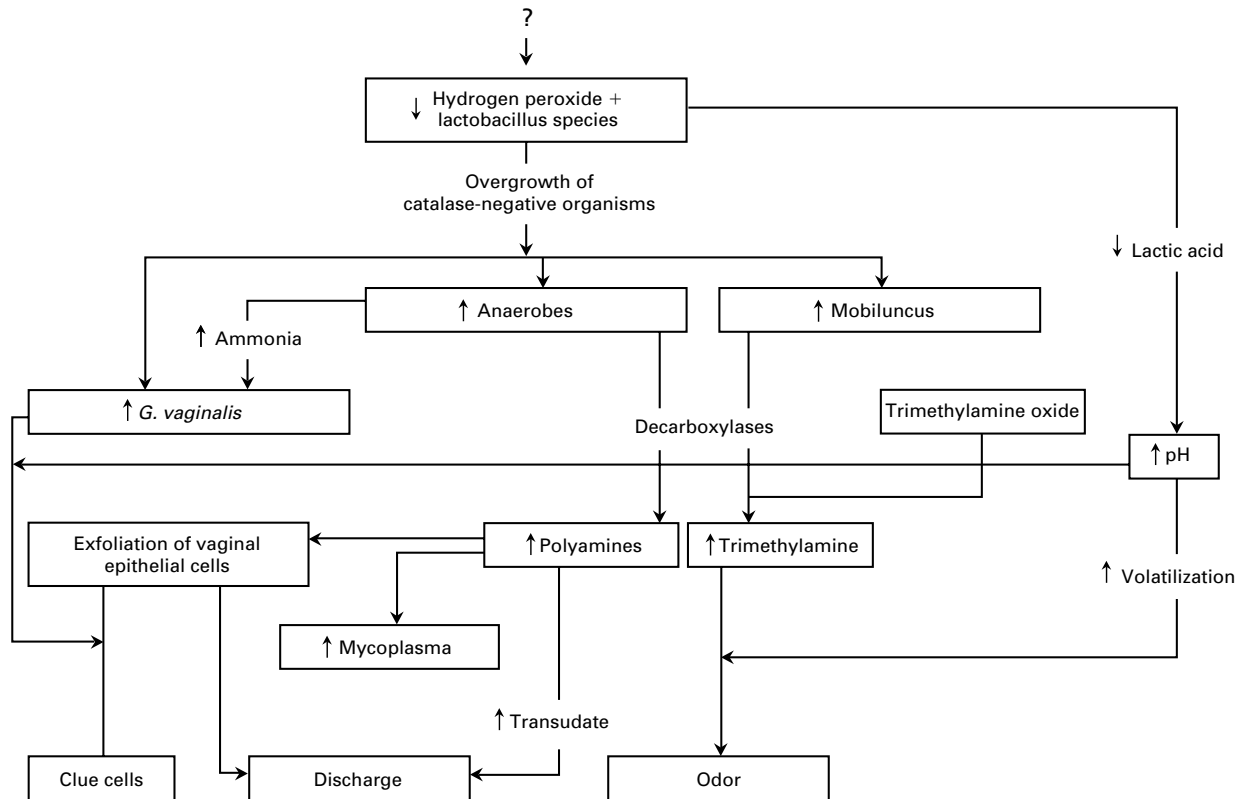 ?
↓ Hydrogen peroxide +
lactobacillus species
Overgrowth of
catalase-negative organisms
↓ Lactic acid
↑ Anaerobes
↑ Mobiluncus
↑ Ammonia
↑ G. vaginalis
Trimethylamine oxide
Decarboxylases
↑ pH
Exfoliation of vaginal
epithelial cells
↑ Polyamines
↑ Trimethylamine
↑ Volatilization
↑ Mycoplasma
↑ Transudate
Clue cells
Discharge
Odor